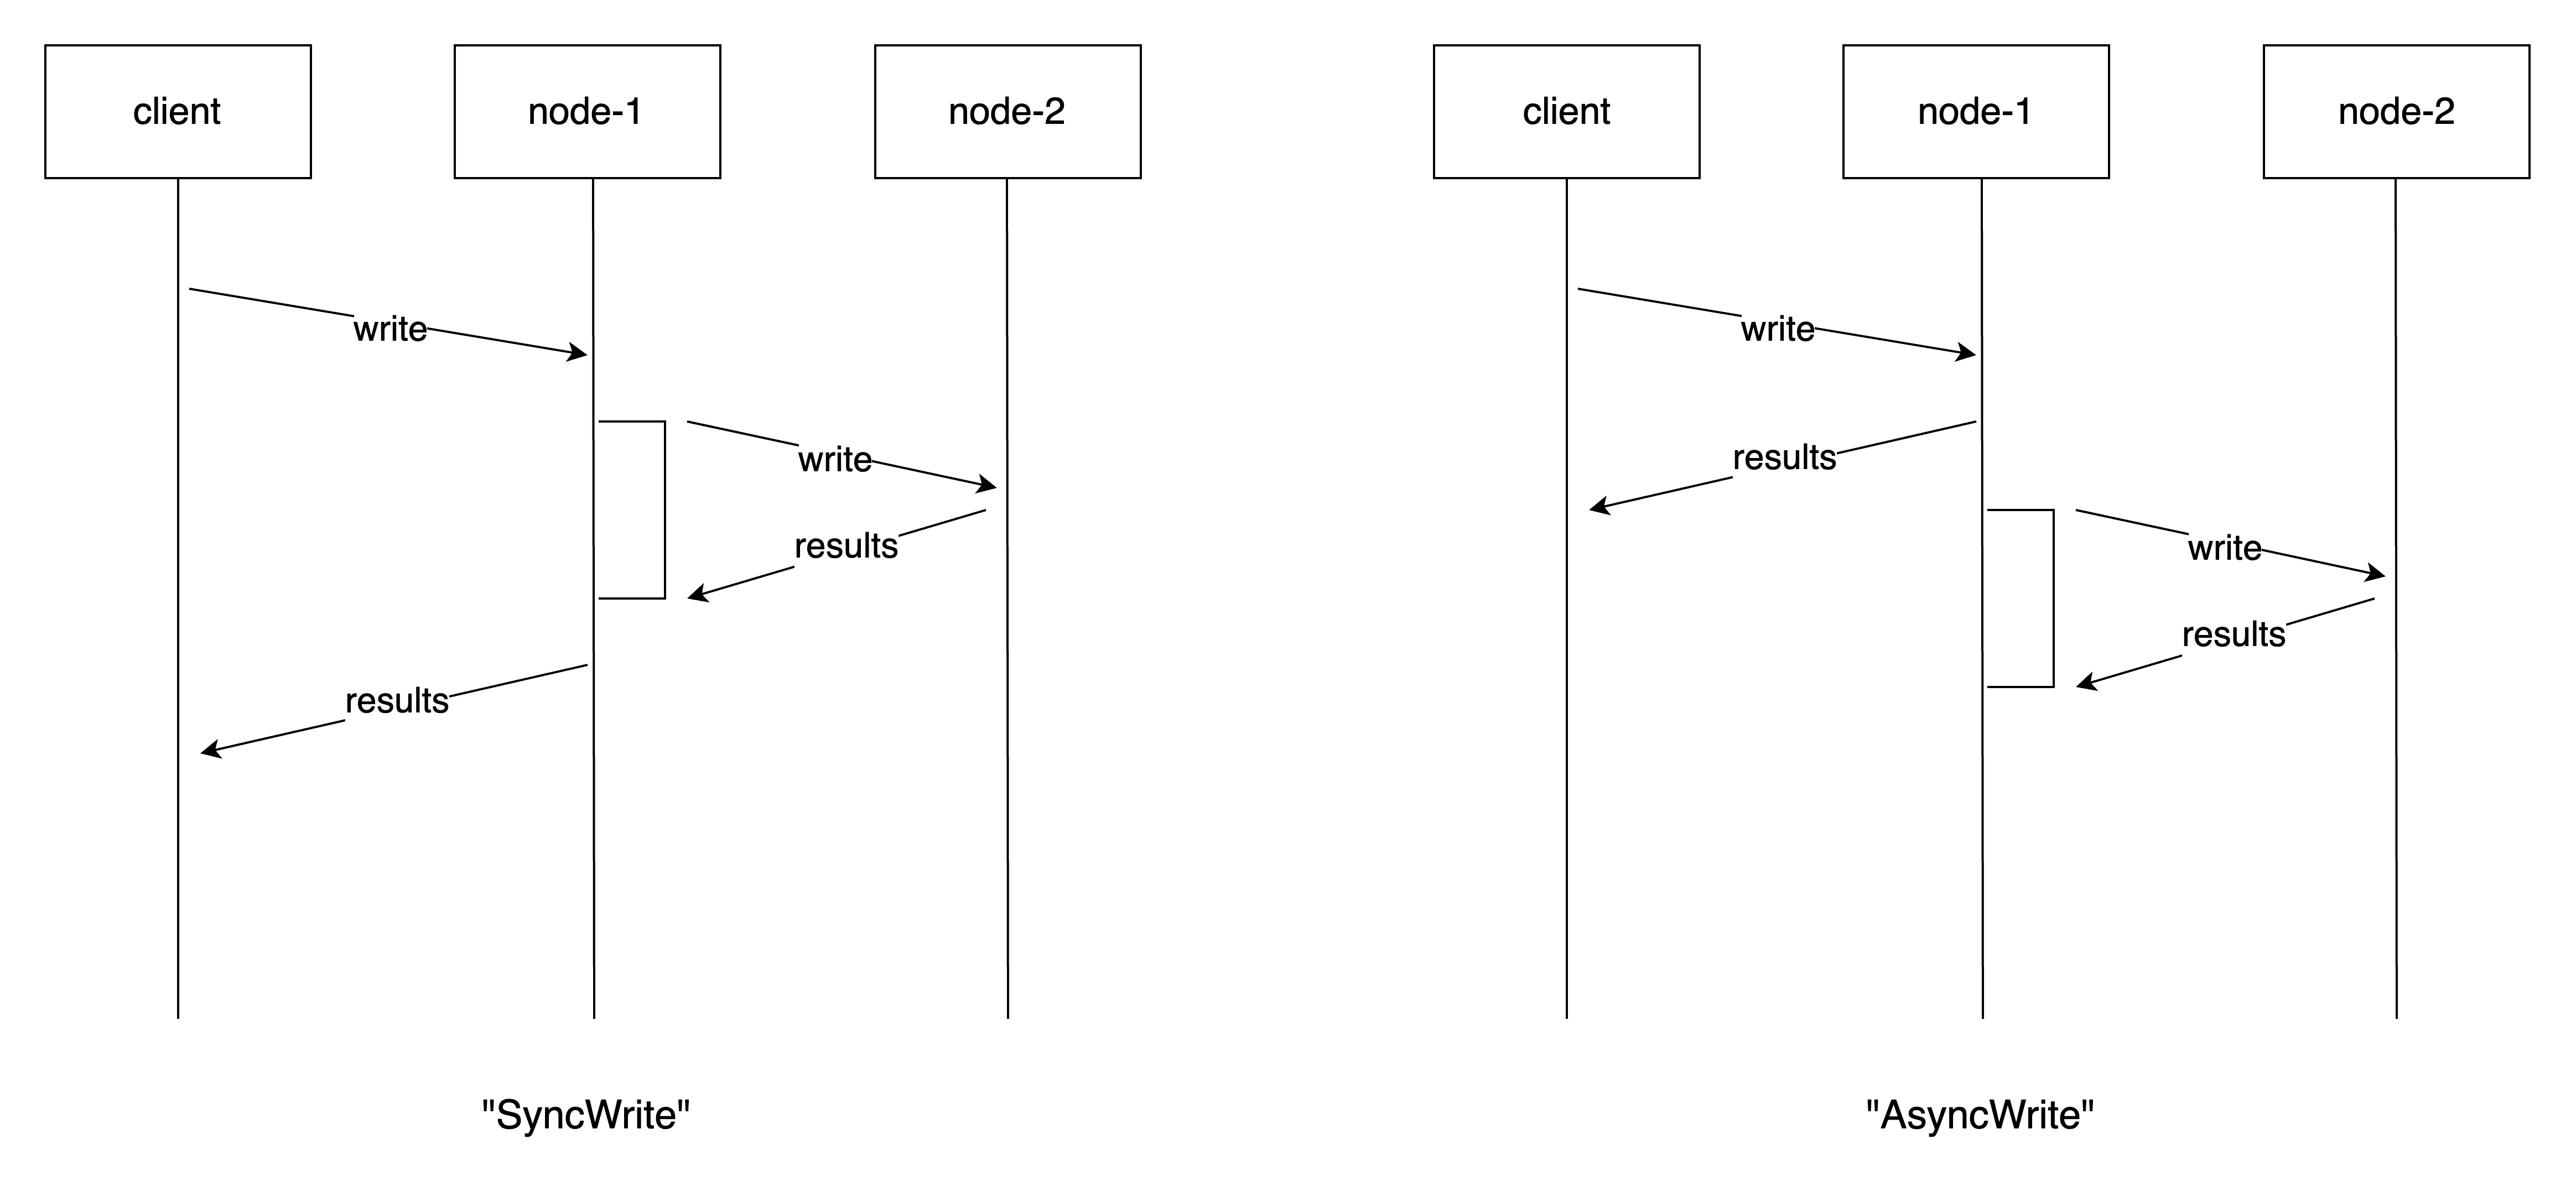 client
node-1
node-2
write
write
results
results
"SyncWrite"
client
node-1
node-2
write
results
write
results
"AsyncWrite"